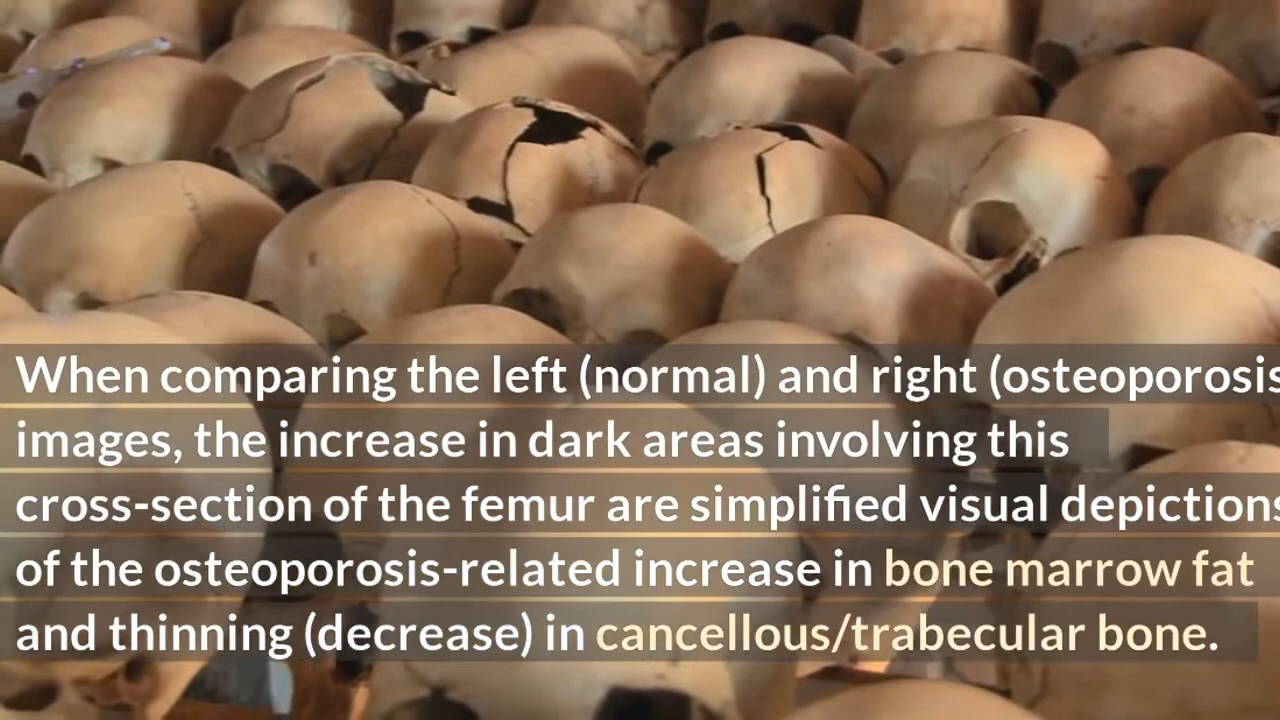 When comparing the left (normal) and right (osteoporosis
images, the increase in dark areas involving this
cross-section of the femur are simplified visual depictions
of the osteoporosis-related increase in bone marrow fat
and thinning (decrease) in cancellous/trabecular bone.